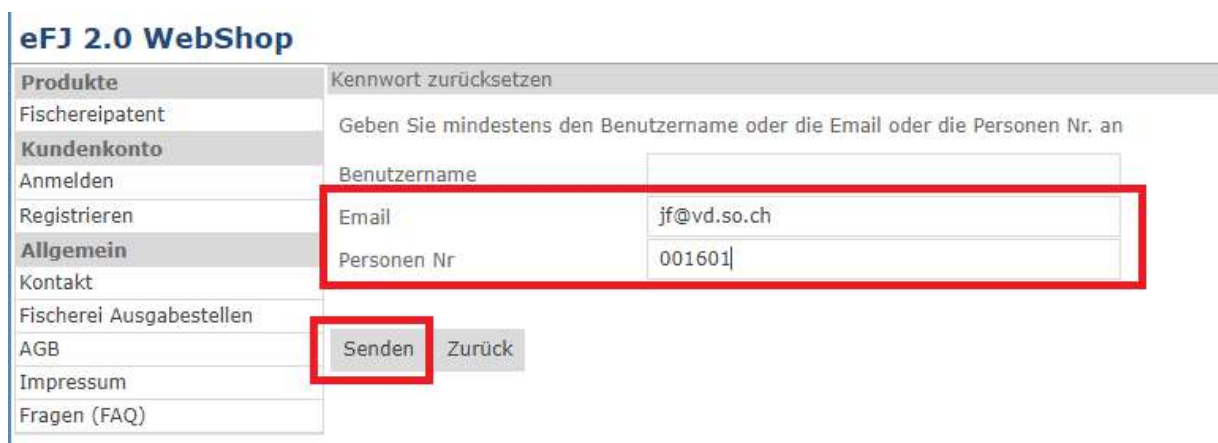 eFJ 2.0 WebShop
Produkte
Fischereipatent
Kundenkonto
Anmelden
Registrieren
Allgemein
Kontakt
Fischerei Ausgabestellen
AGB
Impressum
Fragen (FAQ)
Kennwort zurücksetzen
Geben Sie mindestens den Benutzername oder die Email oder die Personen Nr. an
Benutzername
Email jf@vd.so.ch
Personen Nr 001601
Senden Zurück